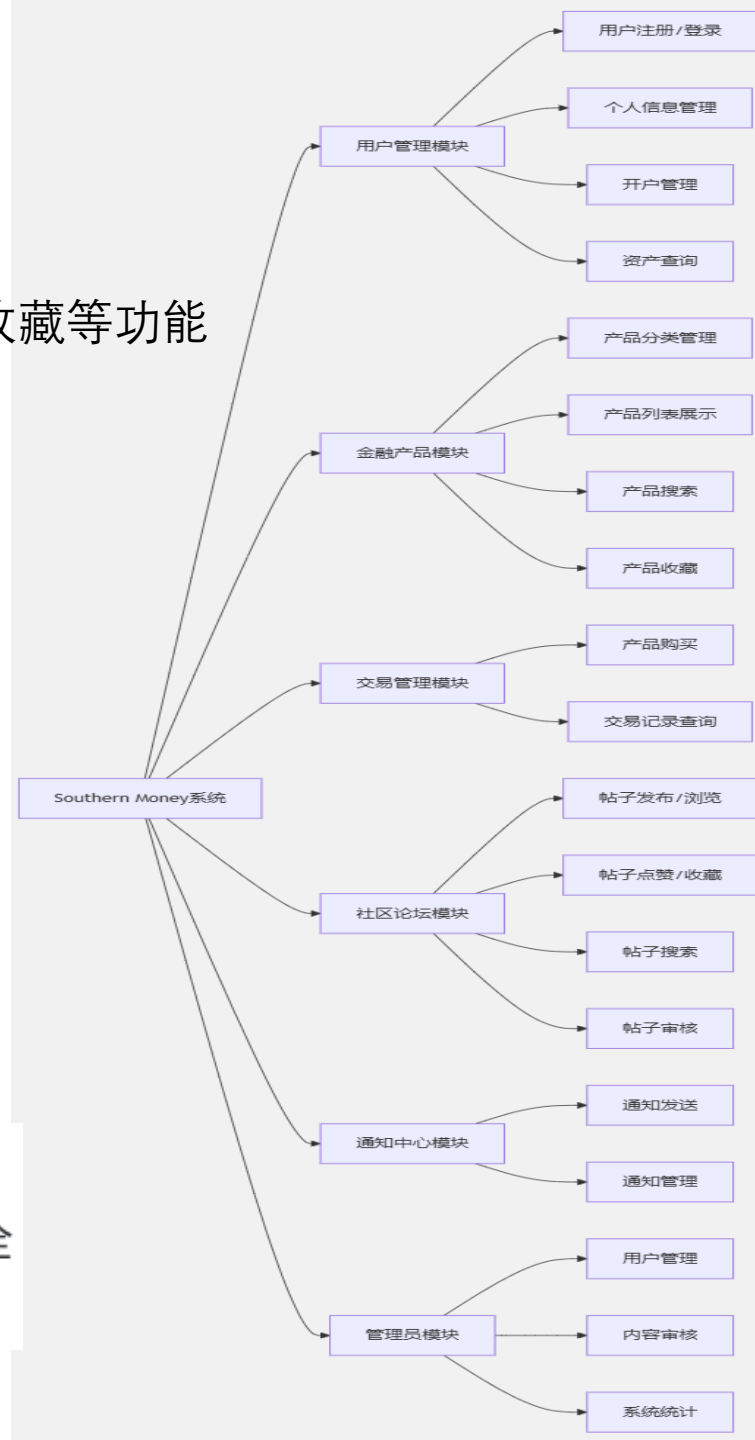 用户注册/登录
个人信息管理
用户管理模块
开户管理
资产查询
收藏等功能
产品分类管理
产品列表展示
金融产品模块
产品搜索
产品收藏
产品购买
交易管理模块
交易记录查询
Southern Money系统
帖子发布/浏览
帖子点赞/收藏
社区论坛模块
帖子搜索
帖子审核
通知发送
通知中心模块
通知管理
全
用户管理
管理员模块
内容审核
系统统计